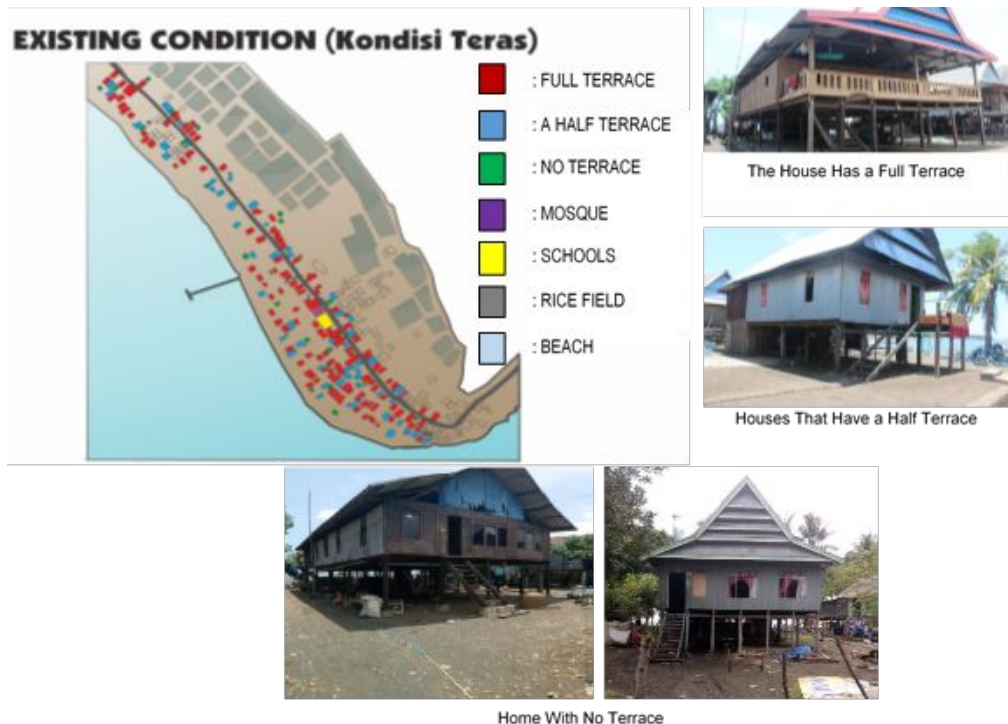 EXISTING CONDITION (Kondisi Teras)
: FULL TERRACE
: A HALF TERRACE
: NO TERRACE
: MOSQUE
: SCHOOLS
: RICE FIELD
: BEACH
The House Has a Full Terrace
Houses That Have a Half Terrace
Home With No Terrace